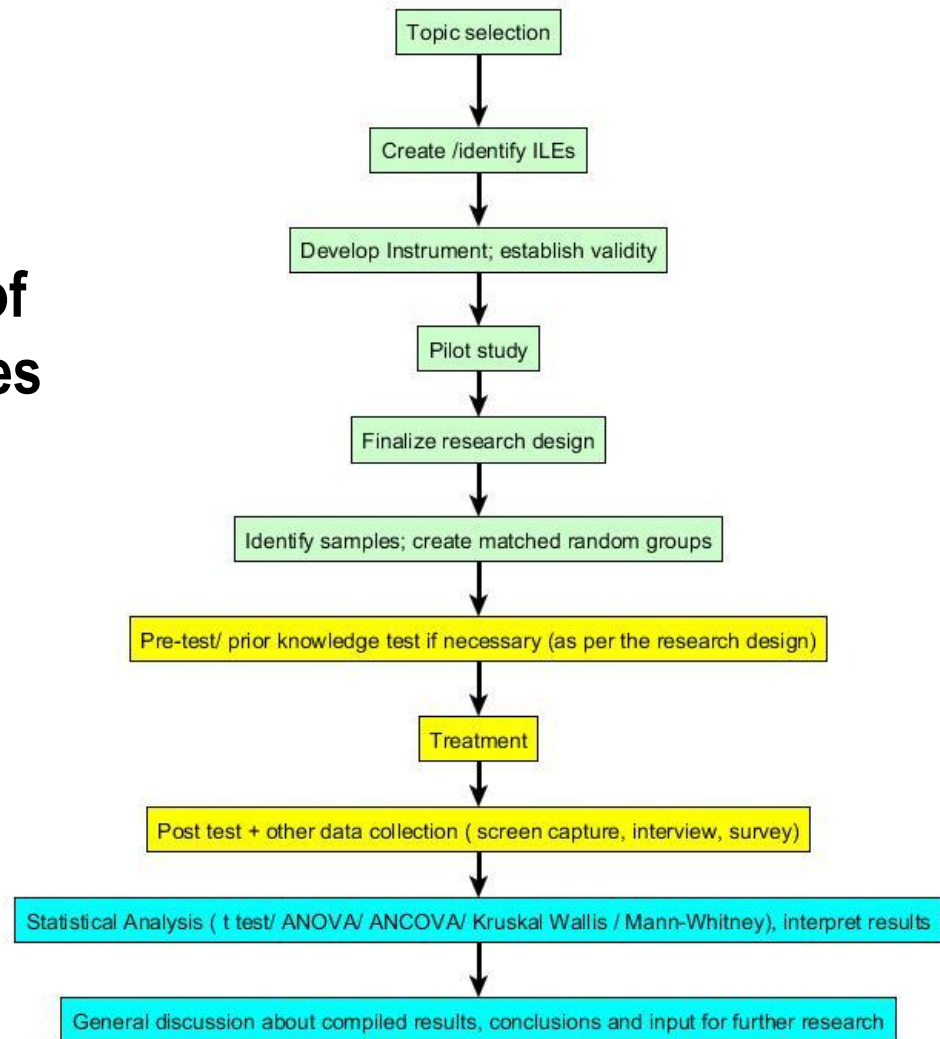 of
es
Topic selection
Create /identify ILEs
Develop Instrument; establish validity
Pilot study
Finalize research design
Identify samples; create matched random groups
Pre-test/ prior knowledge test if necessary (as per the research design)
Treatment
Post test + other data collection ( screen capture, interview, survey)
Statistical Analysis ( t test/ ANOVA/ ANCOVA/ Kruskal Wallis / Mann-Whitney), interpret results
General discussion about compiled results, conclusions and input for further research